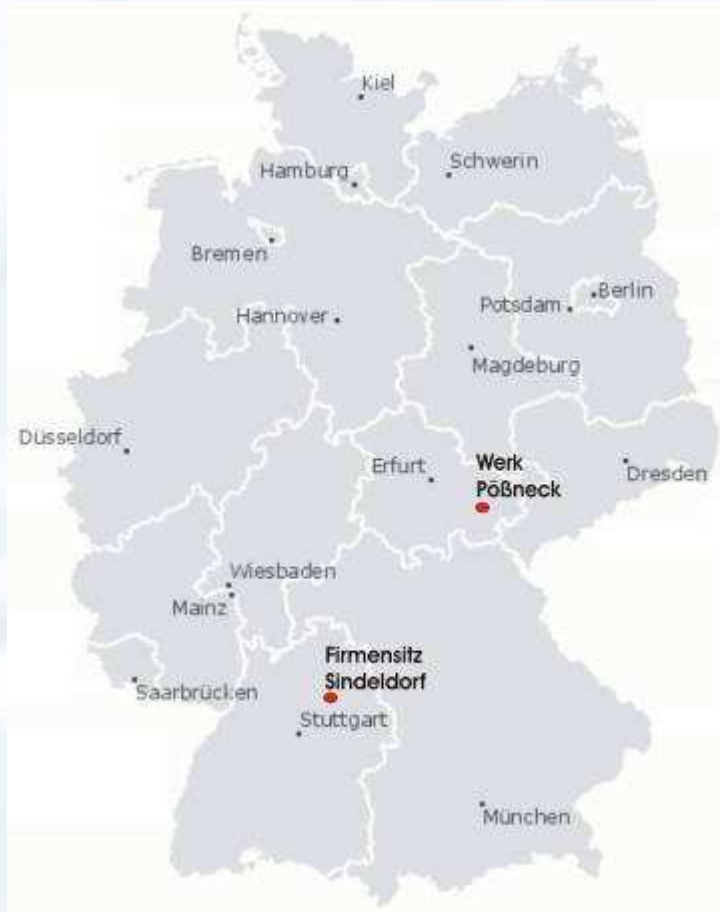 Kiel
Schwerin
Hamburg
Bremen
Berlin
Potsdam
Hannover
Magdeburg
Düsseldorf
Erfurt
Werk
Pößneck
Dresden
Wiesbaden
Mainz
Firmensitz
Sindeldorf
Saarbrücken
Stuttgart
München